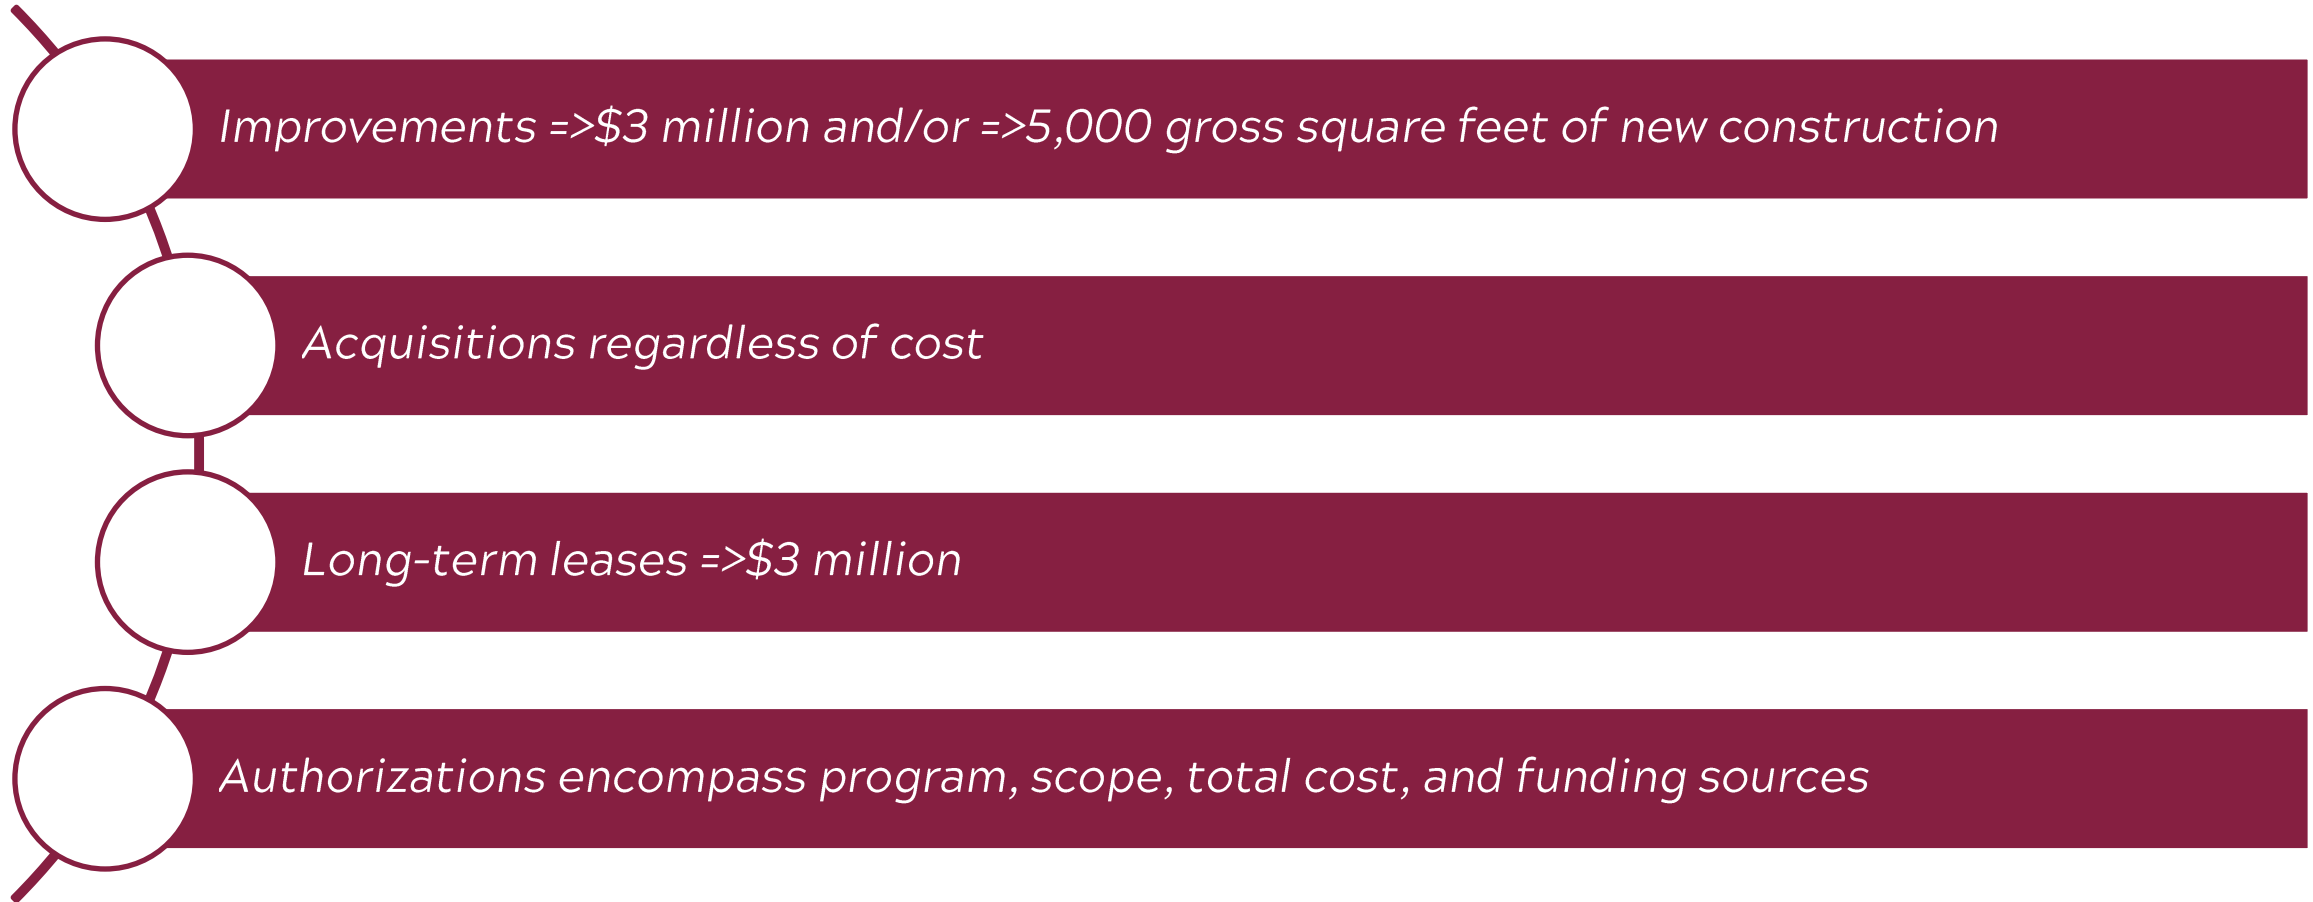 Improvements =>$3 million and/or =>5,000 gross square feet of new construction
Acquisitions regardless of cost
Long-term leases =>$3 million
Authorizations encompass program, scope, total cost, and funding sources